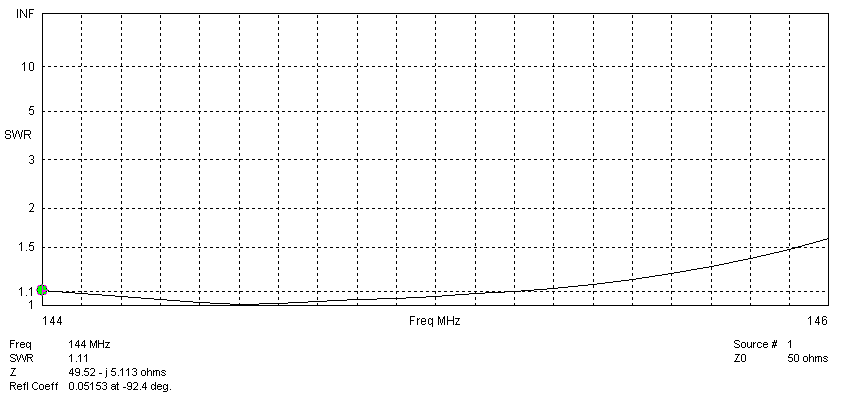 INF
10
5
SWR
3
2
1.5
1.1
1
144 Freq MHz 146
Freq 144 MHz Source # 1
SWR 1.11 Z0 50 ohms
Z 49.52 - j 5.113 ohms
Refl Coeff 0.05153 at -92.4 deg.